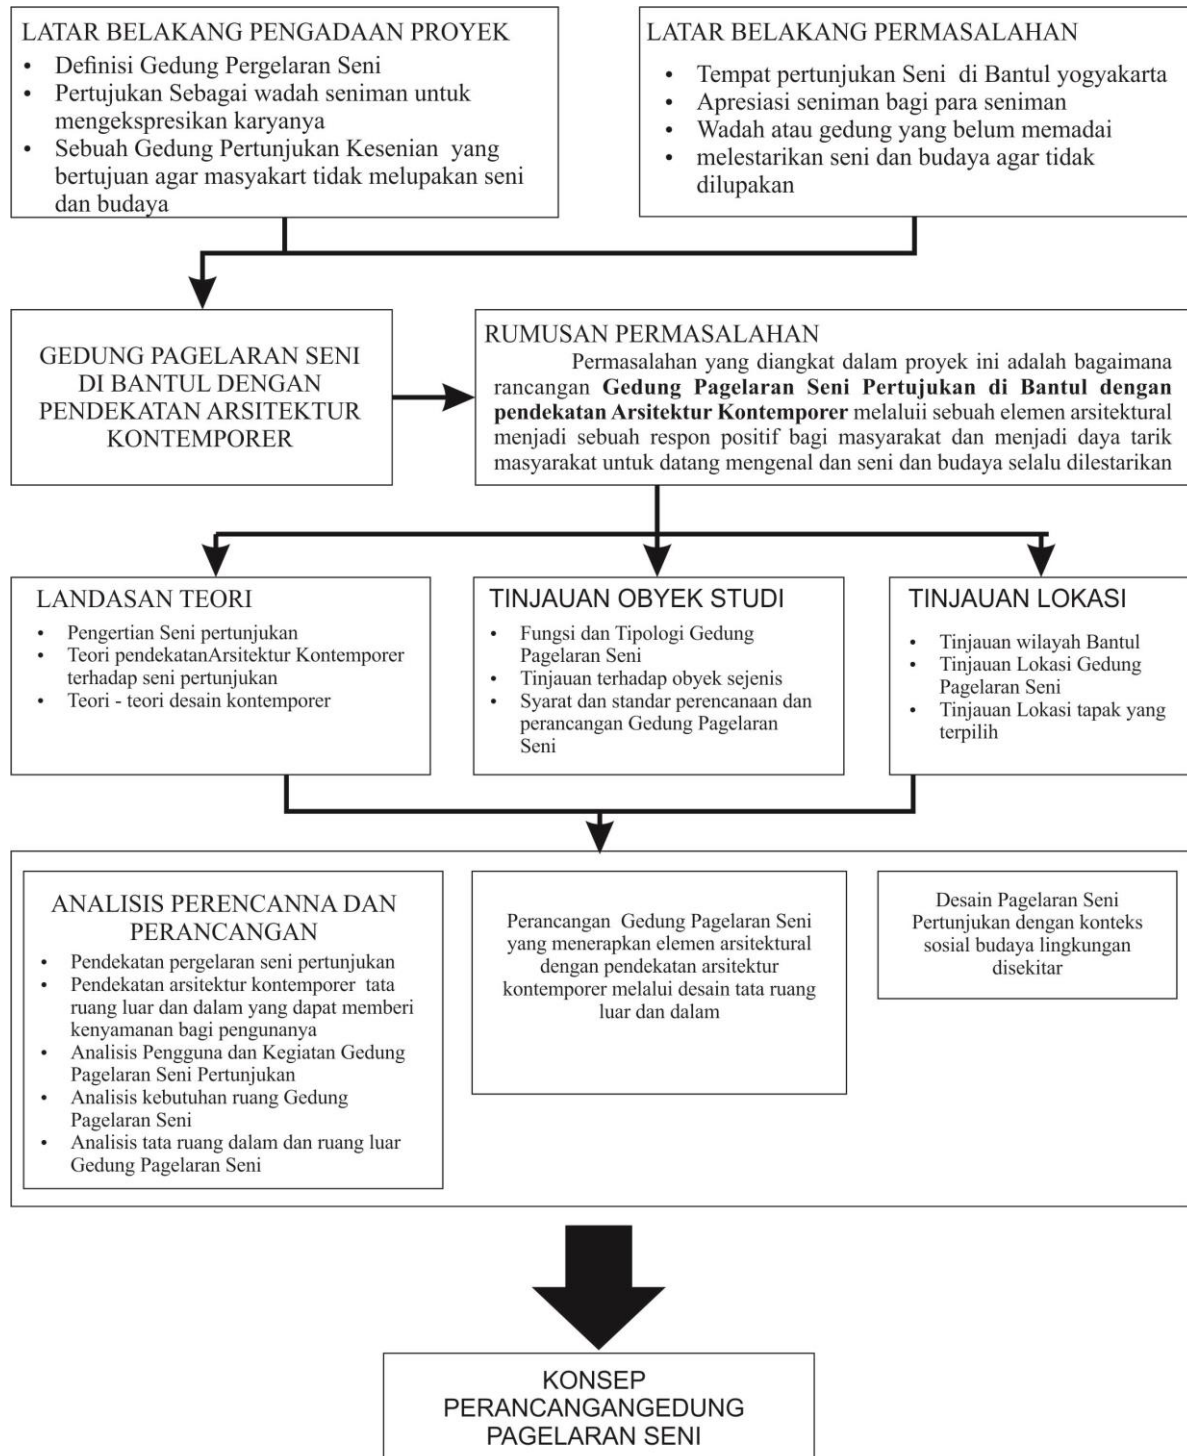 LATAR BELAKANG PENGADAAN PROYEK
• Definisi Gedung Pergelaran Seni
• Pertujukan Sebagai wadah seniman untuk
mengekspresikan karyanya
• Sebuah Gedung Pertunjukan Kesenian yang
bertujuan agar masyakart tidak melupakan seni
dan budaya
LATAR BELAKANG PERMASALAHAN
• Tempat pertunjukan Seni di Bantul yogyakarta
• Apresiasi seniman bagi para seniman
• Wadah atau gedung yang belum memadai
• melestarikan seni dan budaya agar tidak
dilupakan
GEDUNG PAGELARAN SENI
DI BANTUL DENGAN
PENDEKATAN ARSITEKTUR
KONTEMPORER
RUMUSAN PERMASALAHAN
Permasalahan yang diangkat dalam proyek ini adalah bagaimana
rancangan Gedung Pagelaran Seni Pertujukan di Bantul dengan
pendekatan Arsitektur Kontemporer melaluii sebuah elemen arsitektural
menjadi sebuah respon positif bagi masyarakat dan menjadi daya tarik
masyarakat untuk datang mengenal dan seni dan budaya selalu dilestarikan
LANDASAN TEORI
• Pengertian Seni pertunjukan
• Teori pendekatanArsitektur Kontemporer
terhadap seni pertunjukan
• Teori - teori desain kontemporer
TINJAUAN OBYEK STUDI
• Fungsi dan Tipologi Gedung
Pagelaran Seni
• Tinjauan terhadap obyek sejenis
• Syarat dan standar perencanaan dan
perancangan Gedung Pagelaran
Seni
TINJAUAN LOKASI
• Tinjauan wilayah Bantul
• Tinjauan Lokasi Gedung
Pagelaran Seni
• Tinjauan Lokasi tapak yang
terpilih
ANALISIS PERENCANNA DAN
PERANCANGAN
• Pendekatan pergelaran seni pertunjukan
• Pendekatan arsitektur kontemporer tata
ruang luar dan dalam yang dapat memberi
kenyamanan bagi pengunanya
• Analisis Pengguna dan Kegiatan Gedung
Pagelaran Seni Pertunjukan
• Analisis kebutuhan ruang Gedung
Pagelaran Seni
• Analisis tata ruang dalam dan ruang luar
Gedung Pagelaran Seni
Perancangan Gedung Pagelaran Seni
yang menerapkan elemen arsitektural
dengan pendekatan arsitektur
kontemporer melalui desain tata ruang
luar dan dalam
Desain Pagelaran Seni
Pertunjukan dengan konteks
sosial budaya lingkungan
disekitar
KONSEP
PERANCANGANGEDUNG
PAGELARAN SENI